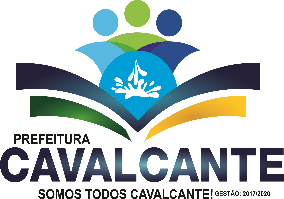 PREFEITURA
CAVALCANTE
SOMOS TODOS CAVALCANTE! GESTÃO: 2017/2020